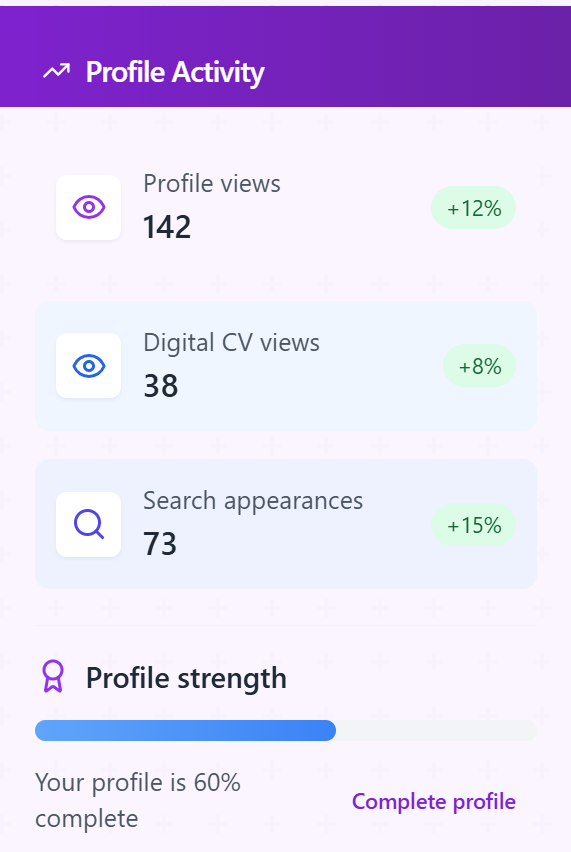 Profile Activity
Profile views
142
+12%
Digital CV views
38
+8%
Search appearances
73
+15%
Profile strength
Your profile is 60%
complete
Complete profile